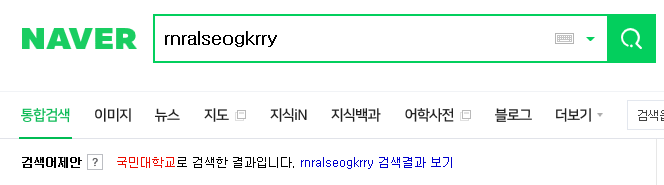 NAVER
rnralseogkrry
통합검색 이미지 뉴스 지도 지식iN 지식백과 어학사전 블로그 더보기
검색어제안 ? 국민대학교로 검색한 결과입니다. rnralseogkrry 검색결과 보기